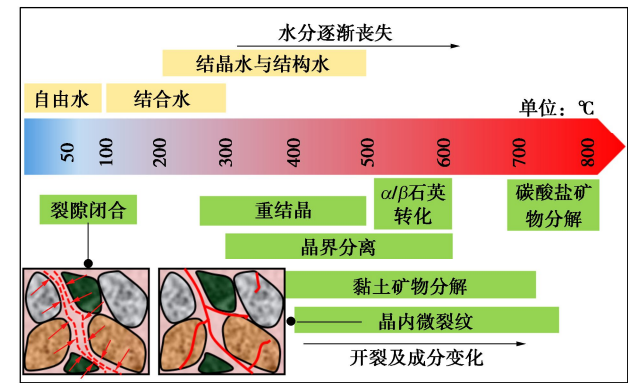 水分逐渐丧失
结晶水与结构水
自由水
结合水
单位：℃
50
100
200
300
400
500
600
700
800
裂隙闭合
重结晶
α/β石英
转化
碳酸盐矿
物分解
晶界分离
黏土矿物分解
晶内微裂纹
开裂及成分变化